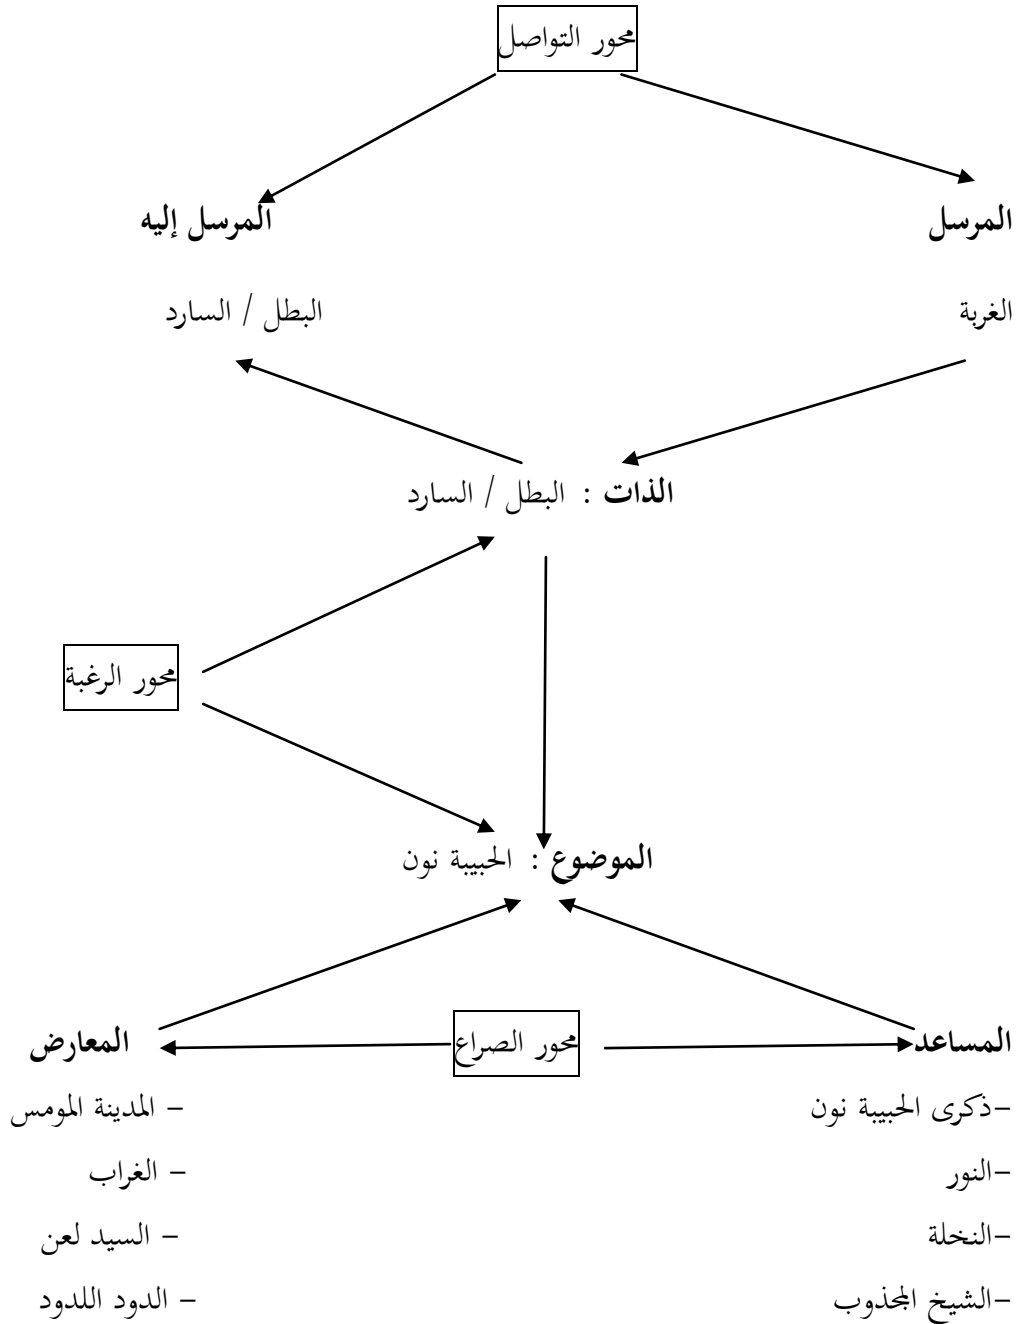 محور التواصل
المرسل
المرسل إليه
الغربة
البطل / السارد
الذات : البطل / السارد
محور الرغبة
الموضوع : الحبيبة نون
المساعد
محور الصراع
المعارض
–ذكرى الحبيبة نون
– المدينة المومس
–النور
– الغراب
–النخلة
– السيد لعن
–الشيخ المجذوب
– الدود اللدود